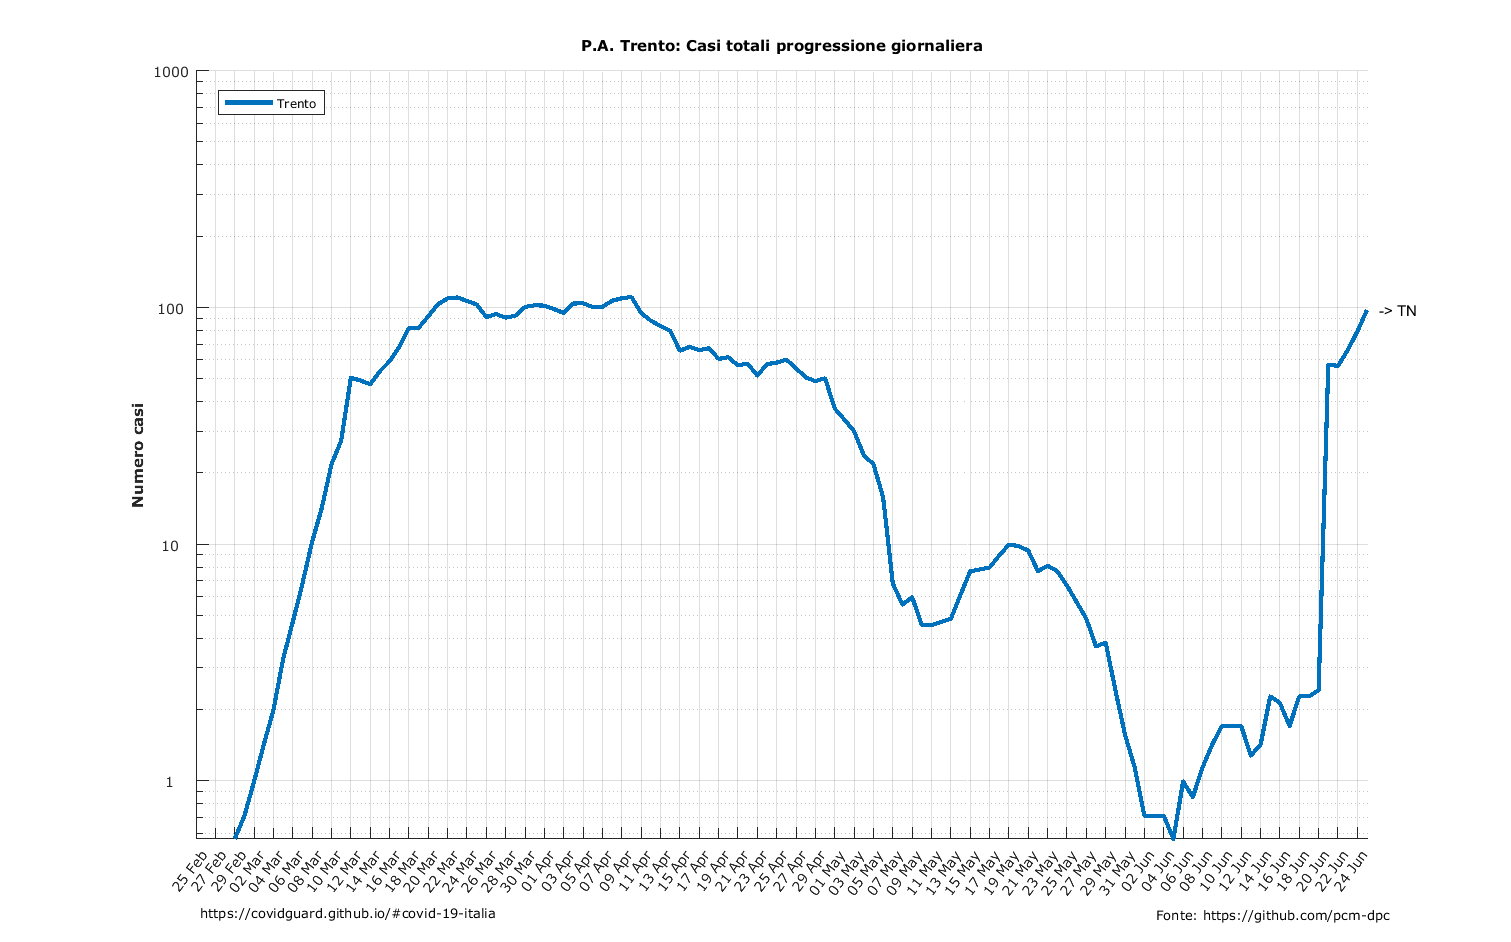 P.A. Trento: Casi totali progressione giornaliera
1000
Trento
100
-> TN
Numero casi
10
1
25 Feb
27 Feb
29 Feb
02 Mar
04 Mar
06 Mar
08 Mar
10 Mar
12 Mar
14 Mar
16 Mar
18 Mar
20 Mar
22 Mar
24 Mar
26 Mar
28 Mar
30 Mar
01 Apr
03 Apr
05 Apr
07 Apr
09 Apr
11 Apr
13 Apr
15 Apr
17 Apr
19 Apr
21 Apr
23 Apr
25 Apr
27 Apr
29 Apr
01 May
03 May
05 May
07 May
09 May
11 May
13 May
15 May
17 May
19 May
21 May
23 May
25 May
27 May
29 May
31 May
02 Jun
04 Jun
06 Jun
08 Jun
10 Jun
12 Jun
14 Jun
16 Jun
18 Jun
20 Jun
22 Jun
24 Jun
https://covidguard.github.io/#covid-19-italia
Fonte: https://github.com/pcm-dpc